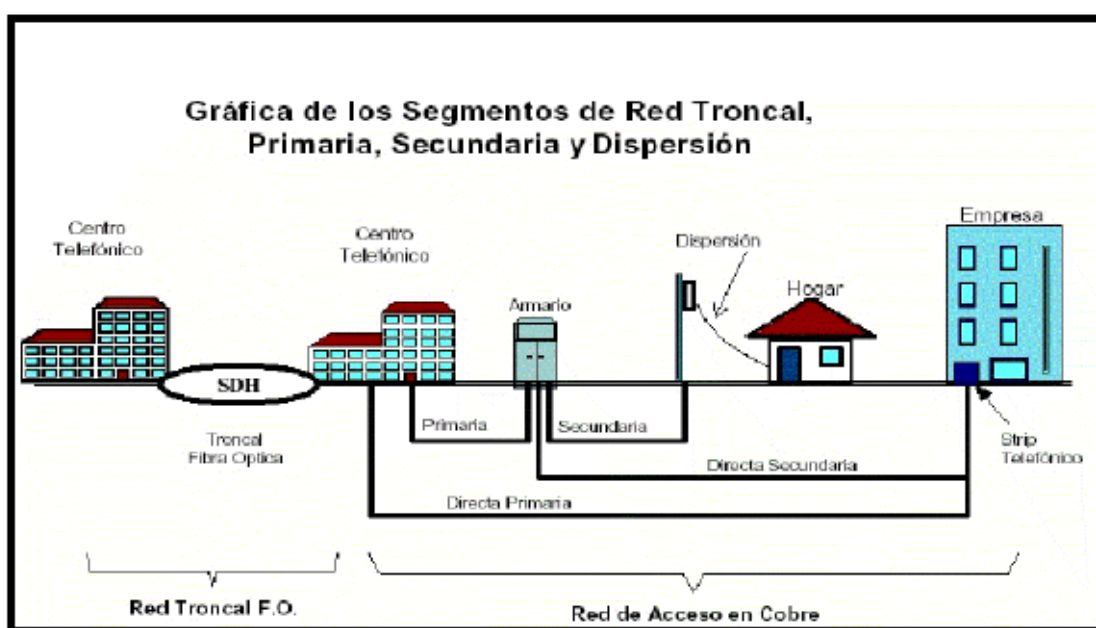 Gráfica de los Segmentos de Red Troncal,
Primaria, Secundaria y Dispersión
Centro
Telefónico
Centro
Telefónico
Armario
Dispersión
Hogar
Empresa
SDH
Troncal
Fibra Optica
Primaria
Secundaria
Directa Secundaria
Directa Primaria
Strip
Telefónico
Red Troncal F.O.
Red de Acceso en Cobre